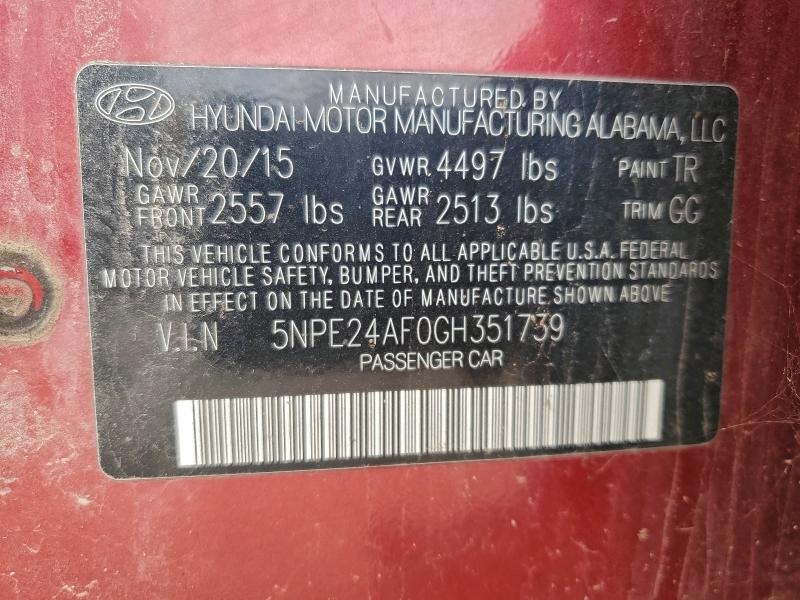 MANUFACTURED BY
HYUNDAI MOTOR MANUFACTURING ALABAMA, LLC
Nov/20/15 GVWR 4497 lbs PAINT TR
GAWR FRONT 2557 lbs GAWR REAR 2513 lbs TRIM GG
THIS VEHICLE CONFORMS TO ALL APPLICABLE U.S.A. FEDERAL
MOTOR VEHICLE SAFETY, BUMPER, AND THEFT PREVENTION STANDARDS
IN EFFECT ON THE DATE OF MANUFACTURE SHOWN ABOVE
V.I.N 5NPE24AF0GH351739
PASSENGER CAR